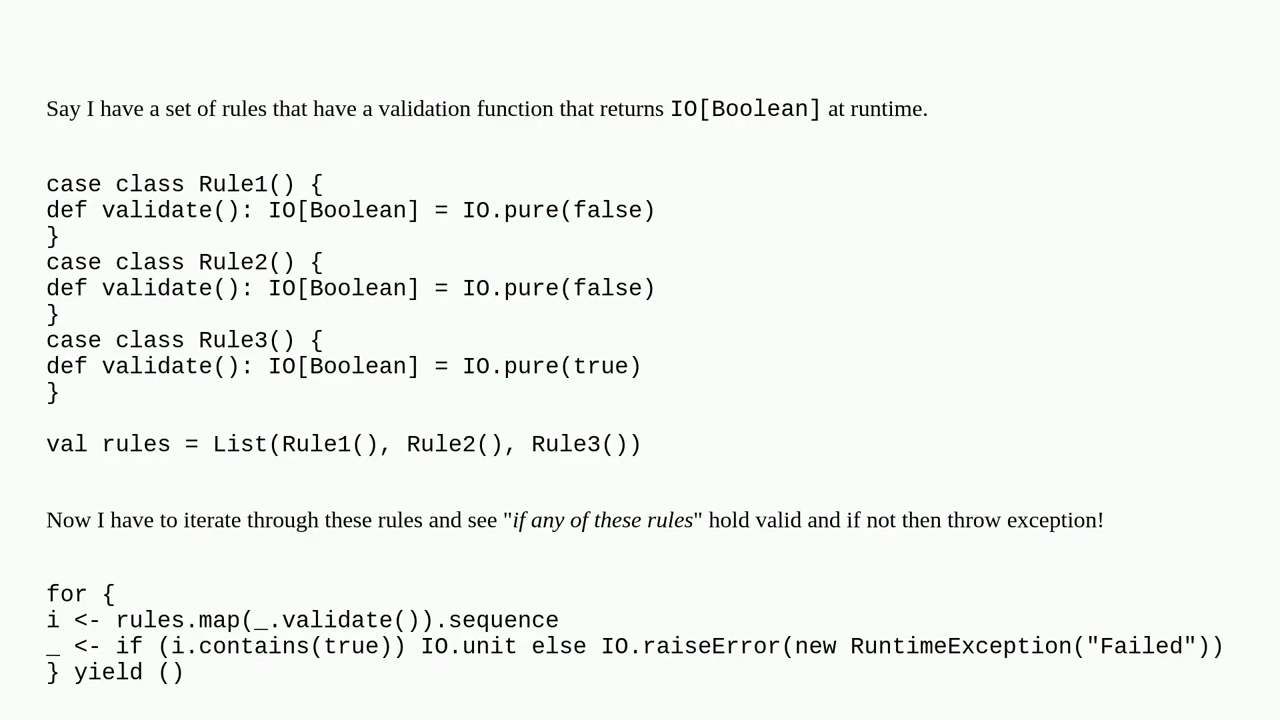 Say I have a set of rules that have a validation function that returns IO[Boolean] at runtime.
case class Rule1() {
def validate(): IO[Boolean] = IO.pure(false)
}
case class Rule2() {
def validate(): IO[Boolean] = IO.pure(false)
}
case class Rule3() {
def validate(): IO[Boolean] = IO.pure(true)
}
val rules = List(Rule1(), Rule2(), Rule3())
Now I have to iterate through these rules and see "if any of these rules" hold valid and if not then throw exception!
for {
i <- rules.map(_.validate()).sequence
_ <- if (i.contains(true)) IO.unit else IO.raiseError(new RuntimeException("Failed"))
} yield ()